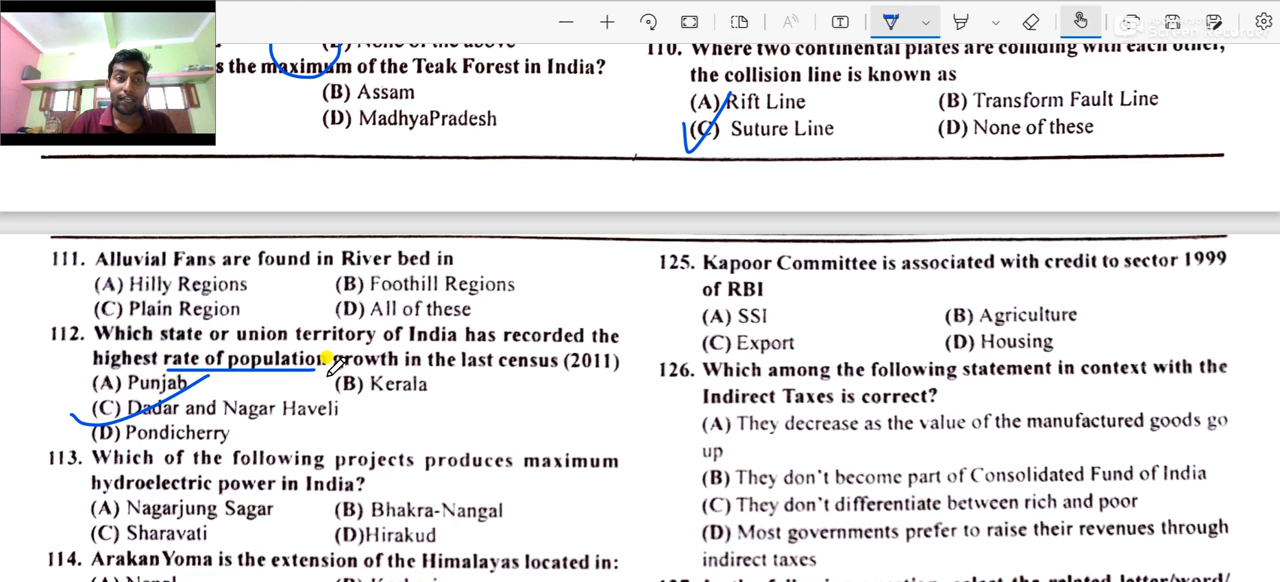 s the maximum of the Teak Forest in India?
(B) Assam
(D) MadhyaPradesh
110. Where two continental plates are colliding with each other,
the collision line is known as
(A) Rift Line
(B) Transform Fault Line
(C) Suture Line
(D) None of these
111. Alluvial Fans are found in River bed in
(A) Hilly Regions
(B) Foothill Regions
(C) Plain Region
(D) All of these
112. Which state or union territory of India has recorded the
highest rate of population growth in the last census (2011)
(A) Punjab
(B) Kerala
(C) Dadar and Nagar Haveli
(D) Pondicherry
113. Which of the following projects produces maximum
hydroelectric power in India?
(A) Nagarjung Sagar
(B) Bhakra-Nangal
(C) Sharavati
(D)Hirakud
114. Arakan Yoma is the extension of the Himalayas located in:
125. Kapoor Committee is associated with credit to sector 1999
of RBI
(A) SSI
(B) Agriculture
(C) Export
(D) Housing
126. Which among the following statement in context with the
Indirect Taxes is correct?
(A) They decrease as the value of the manufactured goods go
up
(B) They don't become part of Consolidated Fund of India
(C) They don't differentiate between rich and poor
(D) Most governments prefer to raise their revenues through
indirect taxes